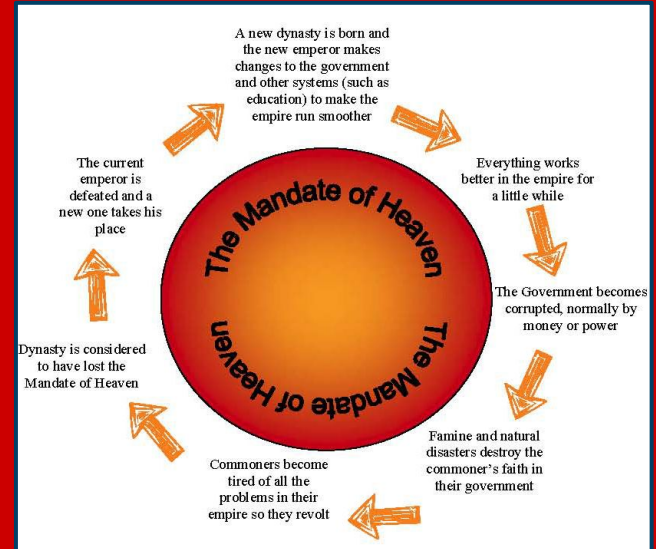 A new dynasty is born and
the new emperor makes
changes to the government
and other systems (such as
education) to make the
empire run smoother
Everything works
better in the empire for
a little while
The Government becomes
corrupted, normally by
money or power
Famine and natural
disasters destroy the
commoner's faith in
their government
Commoners become
tired of all the
problems in their
empire so they revolt
Dynasty is considered
to have lost the
Mandate of Heaven
The current
emperor is
defeated and a
new one takes his
place
The Mandate of Heaven
The Mandate of Heaven